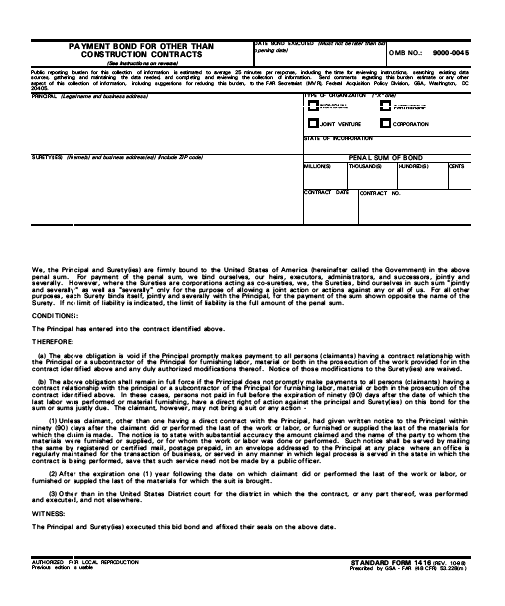 PAYMENT BOND FOR OTHER THAN
CONSTRUCTION CONTRACTS
(See Instructions on reverse)
DATE BOND EXECUTED (Must not be later than bid
opening date)
OMB NO.: 9000-0045
Public reporting burden for this collection of information is estimated to average 25 minutes per response, including the time for reviewing instructions, searching existing data
sources, gathering and maintaining the data needed, and completing and reviewing the collection of information. Send comments regarding this burden estimate or any other
aspect of this collection of information, including suggestions for reducing this burden, to the FAR Secretariat (MVR), Federal Acquisition Policy Division, GSA, Washington, DC
20405.
PRINCIPAL (Legal name and business address)
TYPE OF ORGANIZATION ("X" one)
JOINT VENTURE
CORPORATION
STATE OF INCORPORATION
SURETY(IES) (Name(s) and business address(es) (Include ZIP code)
PENAL SUM OF BOND
MILLION(S) THOUSAND(S) HUNDRED(S) CENTS
CONTRACT DATE CONTRACT NO.
We, the Principal and Surety(ies) are firmly bound to the United States of America (hereinafter called the Government) in the above
penal sum. For payment of the penal sum, we bind ourselves, our heirs, executors, administrators, and successors, jointly and
severally. However, where the Sureties are corporations acting as co-sureties, we, the Sureties, bind ourselves in such sum "jointly
and severally" as well as "severally" only for the purpose of allowing a joint action or actions against any or all of us. For all other
purposes, each Surety binds itself, jointly and severally with the Principal, for the payment of the sum shown opposite the name of the
Surety. If no limit of liability is indicated, the limit of liability is the full amount of the penal sum.
CONDITIONS:
The Principal has entered into the contract identified above.
THEREFORE:
(a) The above obligation is void if the Principal promptly makes payment to all persons (claimants) having a contract relationship with
the Principal or a subcontractor of the Principal for furnishing labor, material or both in the prosecution of the work provided for in the
contract identified above and any duly authorized modifications thereof. Notice of those modifications to the Surety(ies) are waived.
(b) The above obligation shall remain in full force if the Principal does not promptly make payments to all persons (claimants) having a
contract relationship with the Principal or a subcontractor of the Principal for furnishing labor, material or both in the prosecution of the
contract identified above. In these cases, persons not paid in full before the expiration of ninety (90) days after the date of which the
last labor was performed or material furnishing, have a direct right of action against the principal and Surety(ies) on this bond for the
sum or sums justly due. The claimant, however, may not bring a suit or any action -
(1) Unless claimant, other than one having a direct contract with the Principal, had given written notice to the Principal within
ninety (90) days after the claimant did or performed the last of the work or labor, or furnished or supplied the last of the materials for
which the claim is made. The notice is to state with substantial accuracy the amount claimed and the name of the party to whom the
materials were furnished or supplied, or for whom the work or labor was done or performed. Such notice shall be served by mailing
the same by registered or certified mail, postage prepaid, in an envelope addressed to the Principal at any place where an office is
regularly maintained for the transaction of business, or served in any manner in which legal process is served in the state in which the
contract is being performed, save that such service need not be made by a public officer.
(2) After the expiration one (1) year following the date on which claimant did or performed the last of the work or labor, or
furnished or suppled the last of the materials for which the suit is brought.
(3) Other than in the United States District court for the district in which the the contract, or any part thereof, was performed
and executed, and not elsewhere.
WITNESS:
The Principal and Surety(ies) executed this bid bond and affixed their seals on the above date.
AUTHORIZED FOR LOCAL REPRODUCTION
Previous edition is usable
STANDARD FORM 1416 (REV. 10-98)
Prescribed by GSA - FAR (48 CFR) 53.228(m)